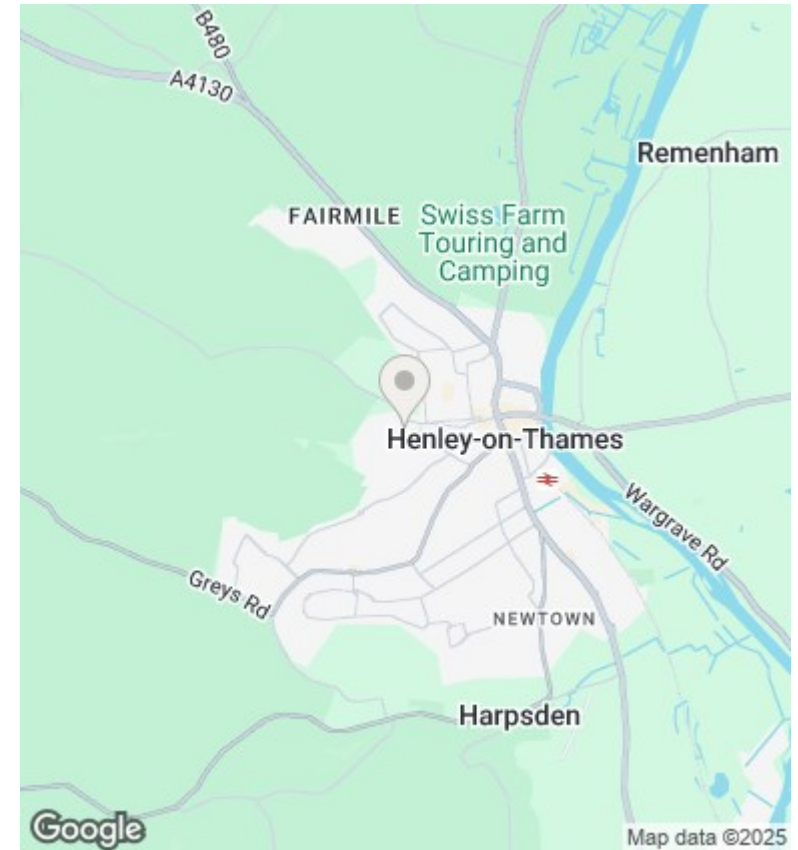 B480
A4130
Remenham
FAIRMILE
Swiss Farm
Touring and
Camping
Henley-on-Thames
Wargrave Rd
Greys Rd
NEWTOWN
Harpsden
Google
Map data ©2025